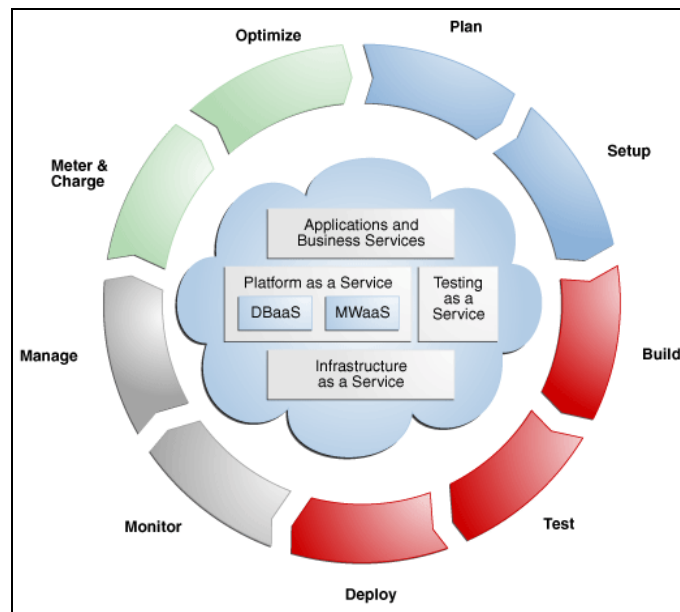 Optimize
Plan
Setup
Meter &
Charge
Applications and
Business Services
Platform as a Service
DBaaS
MWaaS
Testing
as a
Service
Infrastructure
as a Service
Manage
Build
Monitor
Test
Deploy